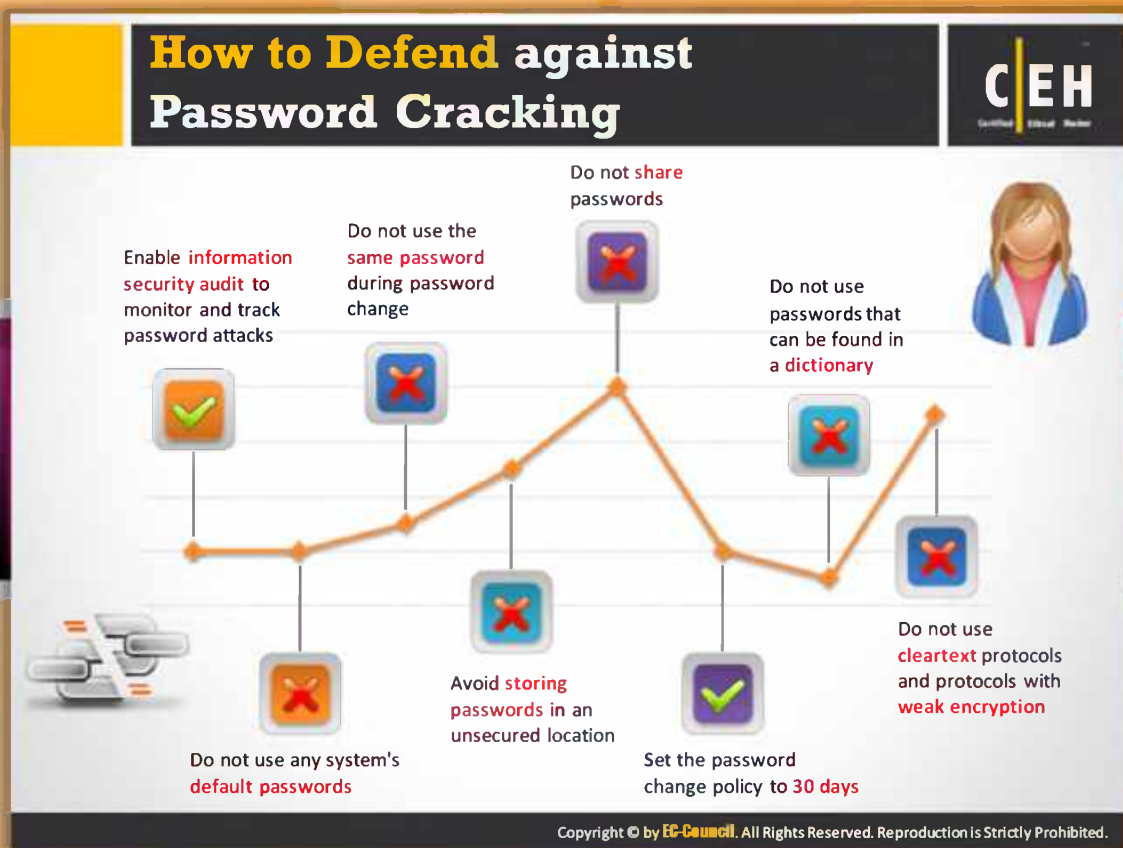 How to Defend against
Password Cracking
C|EH
Certified Ethical Hacker
Enable information
security audit to
monitor and track
password attacks
Do not use any system's
default passwords
Do not use the
same password
during password
change
Avoid storing
passwords in an
unsecured location
Do not share
passwords
Set the password
change policy to 30 days
Do not use
passwords that
can be found in
a dictionary
Do not use
cleartext protocols
and protocols with
weak encryption
Copyright © by EC-Council. All Rights Reserved. Reproduction is Strictly Prohibited.